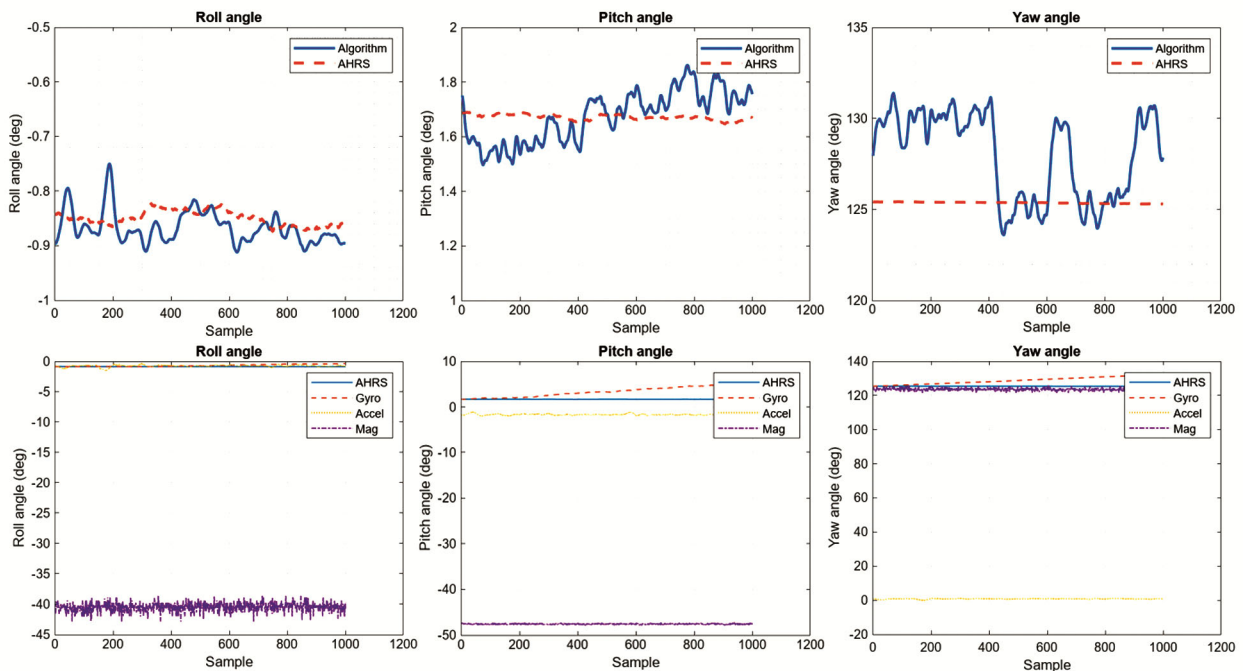 Roll angle
-0.5
-0.6
-0.7
-0.8
-0.9
-1
Roll angle (deg)
0 200 400 600 800 1000 1200
Sample
Algorithm
AHRS
Pitch angle
2
1.8
1.6
1.4
1.2
1
Pitch angle (deg)
0 200 400 600 800 1000 1200
Sample
Algorithm
AHRS
Yaw angle
135
130
125
120
Yaw angle (deg)
0 200 400 600 800 1000 1200
Sample
Algorithm
AHRS
Roll angle
0
-5
-10
-15
-20
-25
-30
-35
-40
-45
Roll angle (deg)
0 200 400 600 800 1000 1200
Sample
AHRS
Gyro
Accel
Mag
Pitch angle
10
0
-10
-20
-30
-40
-50
Pitch angle (deg)
0 200 400 600 800 1000 1200
Sample
AHRS
Gyro
Accel
Mag
Yaw angle
140
120
100
80
60
40
20
0
-20
Yaw angle (deg)
0 200 400 600 800 1000 1200
Sample
AHRS
Gyro
Accel
Mag